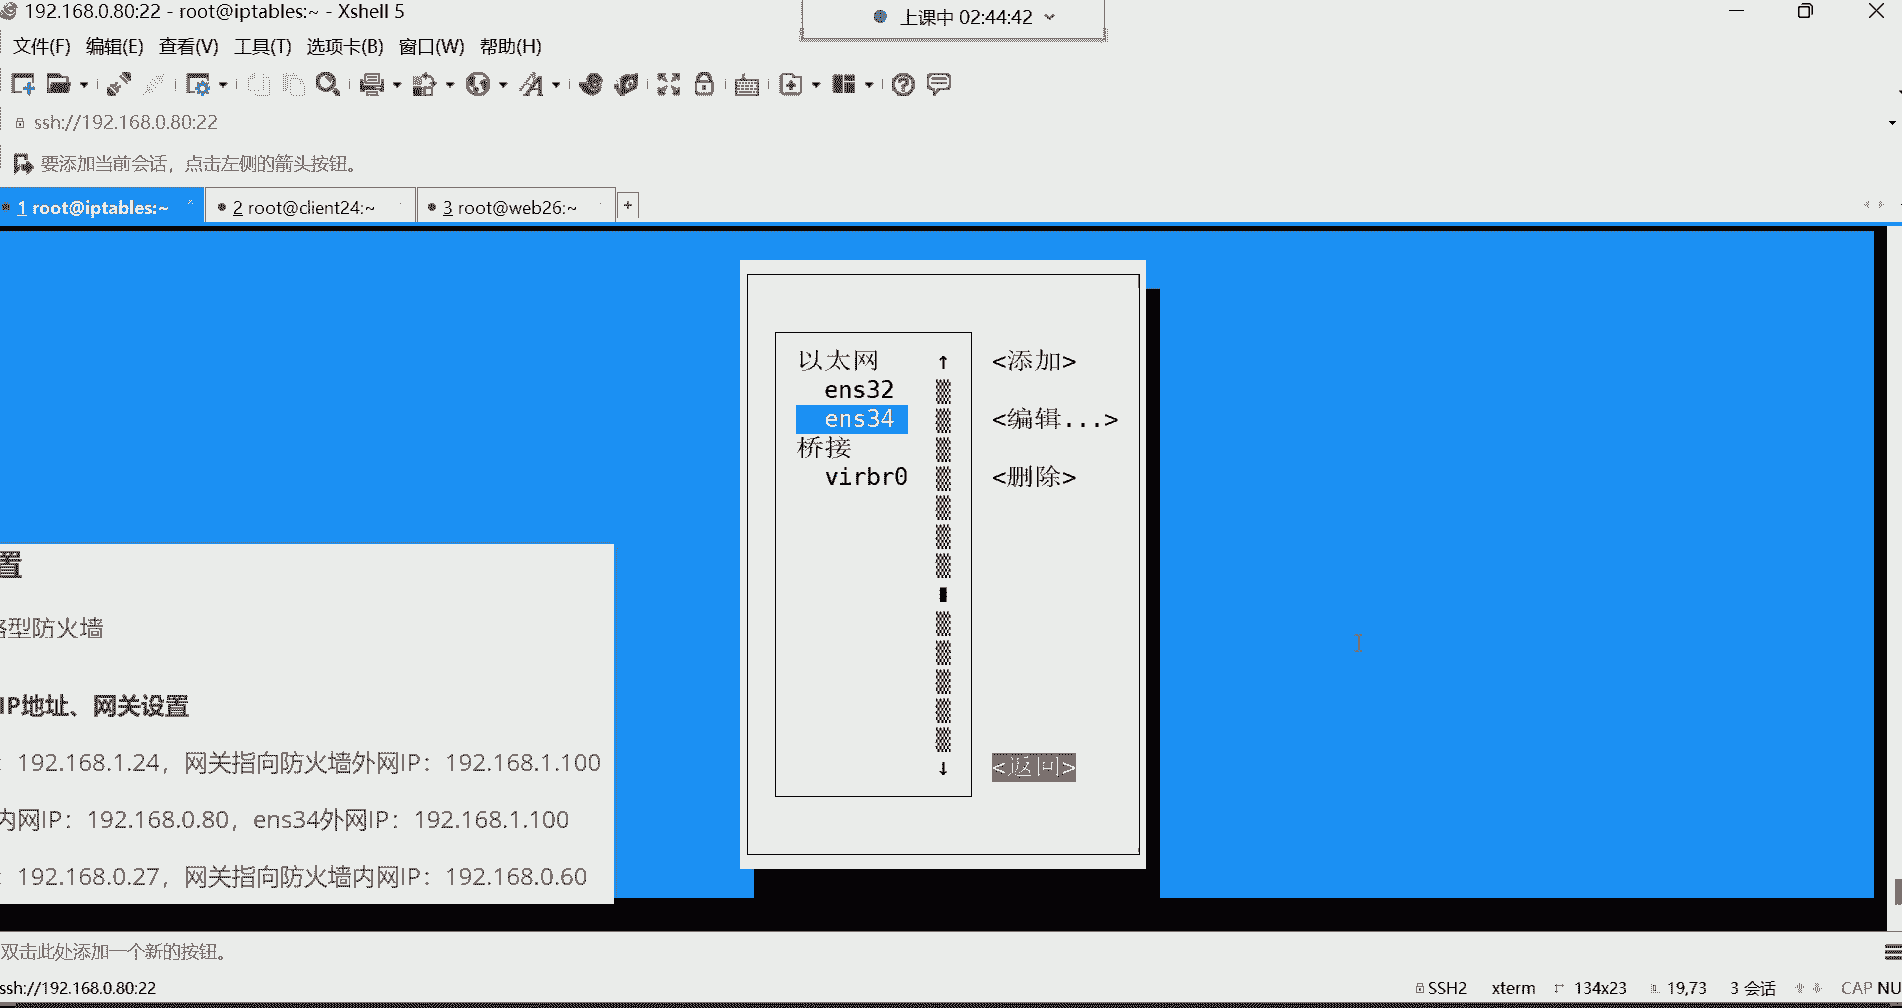 192.168.0.80:22 - root@iptables:~ - Xshell 5
上课中 02:44:42
文件(F) 编辑(E) 查看(V) 工具(T) 选项卡(B) 窗口(W) 帮助(H)
ssh://192.168.0.80:22
要添加当前会话，点击左侧的箭头按钮。
1 root@iptables:~
2 root@client24:~
3 root@web26:~
+
以太网 ↑ <添加>
ens32
ens34 <编辑...>
桥接
virbr0 <删除>
↓ <返回>
置
型防火墙
IP地址、网关设置
：192.168.1.24，网关指向防火墙外网IP：192.168.1.100
内网IP：192.168.0.80，ens34外网IP：192.168.1.100
：192.168.0.27，网关指向防火墙内网IP：192.168.0.60
双击此处添加一个新的按钮。
ssh://192.168.0.80:22
SSH2 xterm 134x23 19,73 3 会话 CAP NU